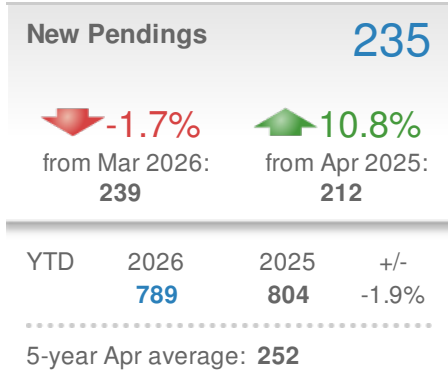 New Pendings 235
-1.7% 10.8%
from Mar 2026: from Apr 2025:
239 212
YTD 2026 2025 +/-
789 804 -1.9%
5-year Apr average: 252